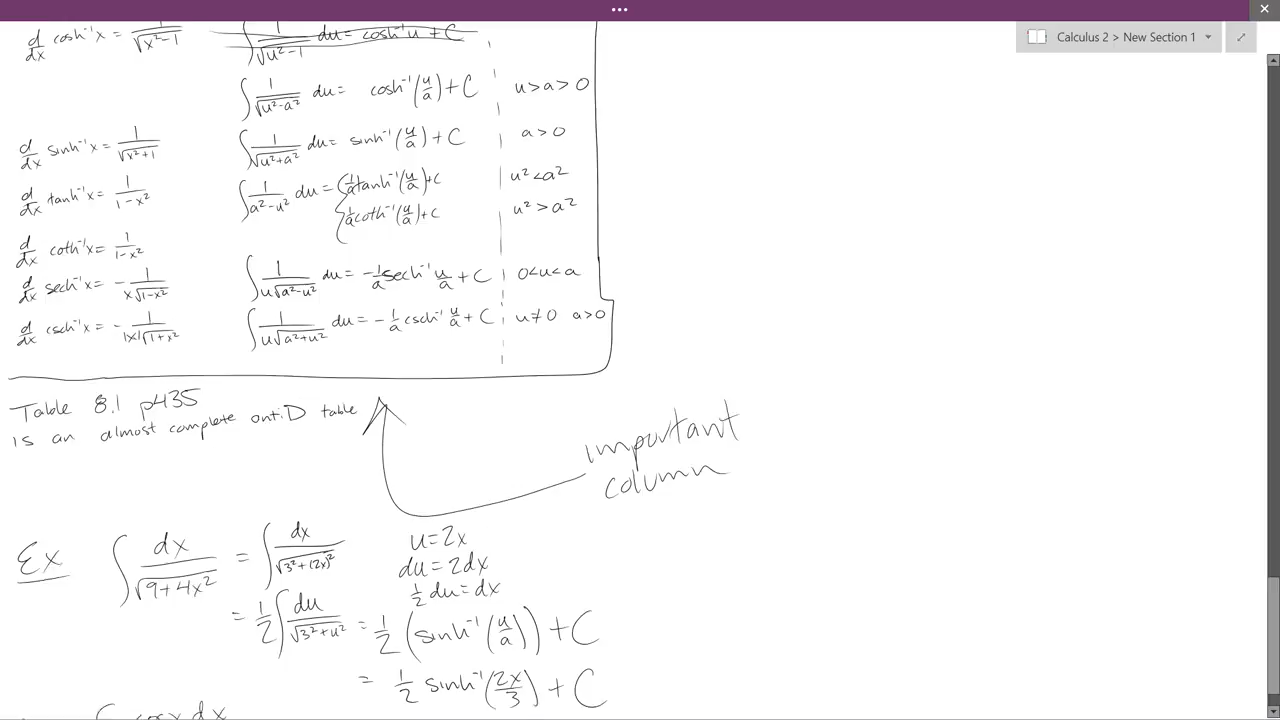 Calculus 2 > New Section 1
d/dx cosh⁻¹x = 1/√(x²−1)    ∫ 1/√(u²−1) du = cosh⁻¹u + C
∫ 1/√(u²−a²) du = cosh⁻¹(u/a) + C    u > a > 0
d/dx sinh⁻¹x = 1/√(x²+1)    ∫ 1/√(u²+a²) du = sinh⁻¹(u/a) + C    a > 0
d/dx tanh⁻¹x = 1/(1−x²)    ∫ 1/(a²−u²) du = { 1/a tanh⁻¹(u/a) + C    u² < a²
1/a coth⁻¹(u/a) + C    u² > a²
d/dx coth⁻¹x = 1/(1−x²)
d/dx sech⁻¹x = − 1/(x√(1−x²))    ∫ 1/(u√(a²−u²)) du = −1/a sech⁻¹ u/a + C    0 < u < a
d/dx csch⁻¹x = − 1/(|x|√(1+x²))    ∫ 1/(u√(a²+u²)) du = − 1/a csch⁻¹ u/a + C    u ≠ 0  a > 0
Table 8.1 p435
is an almost complete anti.D table
important
column
Ex  ∫ dx/√(9+4x²) = ∫ dx/√(3²+(2x)²)    u = 2x
du = 2dx
½ du = dx
= ½ ∫ du/√(3²+u²) = ½ (sinh⁻¹(u/a)) + C
= ½ sinh⁻¹(2x/3) + C
∫ cosx dx